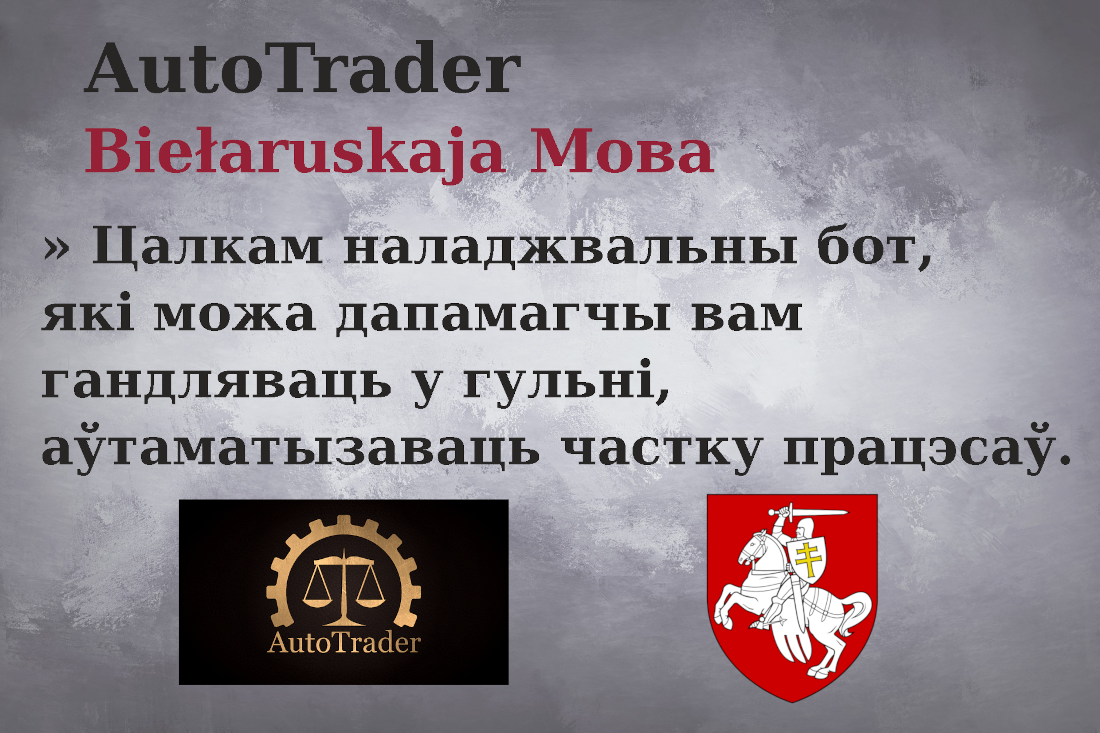 AutoTrader
Biełaruskaja Мова
» Цалкам наладжвальны бот,
які можа дапамагчы вам
гандляваць у гульні,
аўтаматызаваць частку працэсаў.
AutoTrader